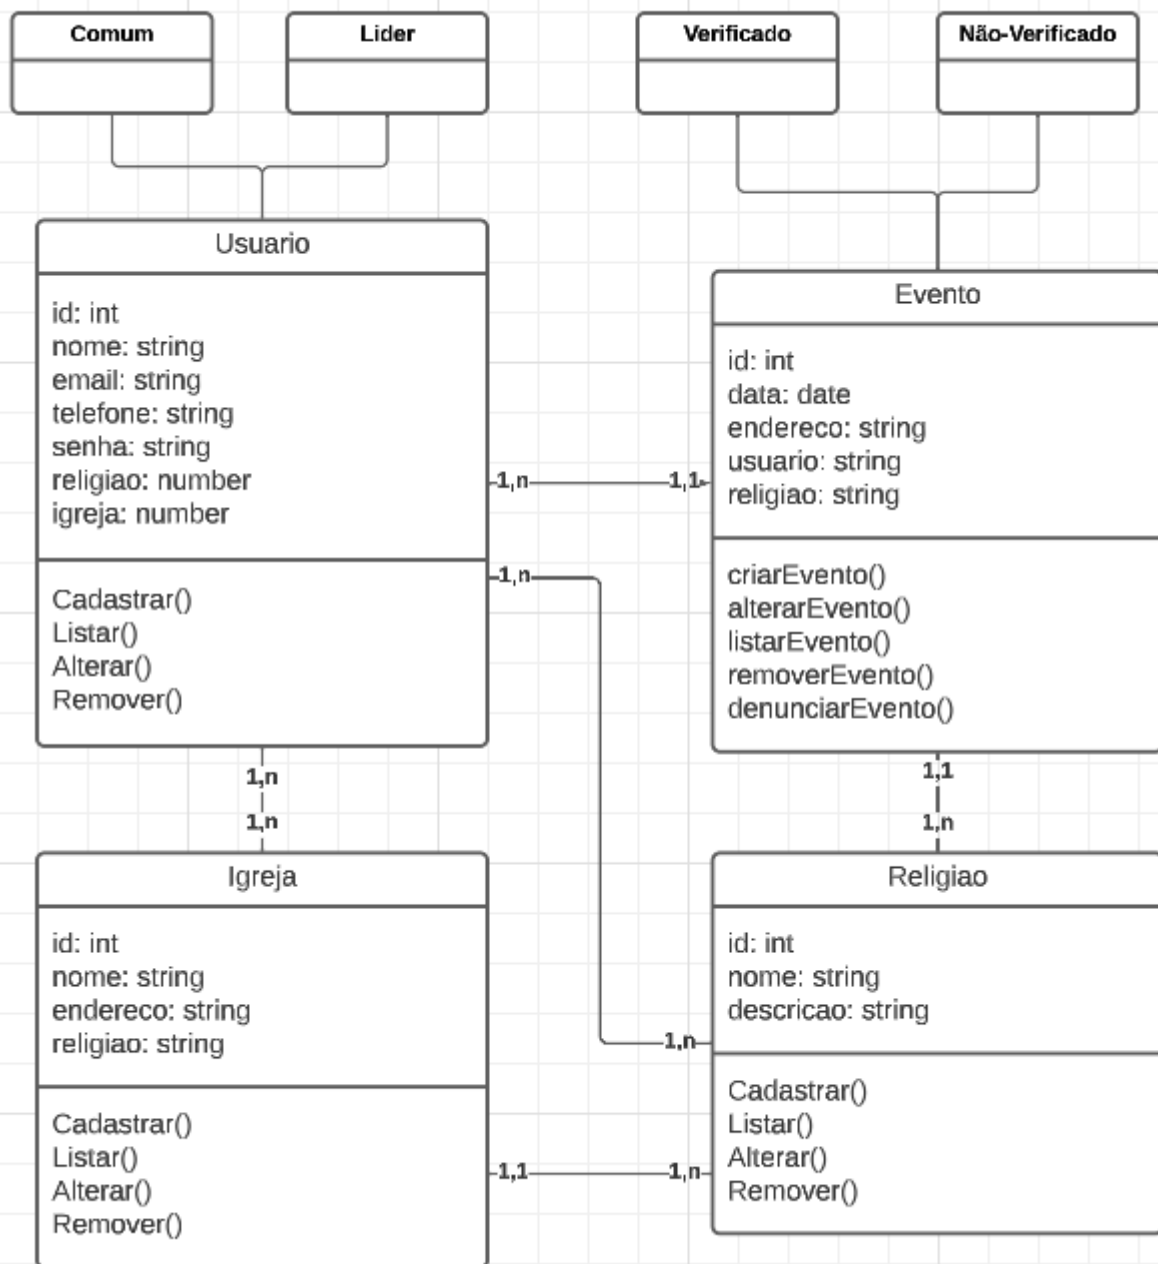 Comum
Lider
Verificado
Não-Verificado
Usuario
id: int
nome: string
email: string
telefone: string
senha: string
religiao: number
igreja: number
Cadastrar()
Listar()
Alterar()
Remover()
Evento
id: int
data: date
endereco: string
usuario: string
religiao: string
criarEvento()
alterarEvento()
listarEvento()
removerEvento()
denunciarEvento()
1,n
1,1
1,n
1,n
1,n
1,1
1,n
Igreja
id: int
nome: string
endereco: string
religiao: string
Cadastrar()
Listar()
Alterar()
Remover()
Religiao
id: int
nome: string
descricao: string
Cadastrar()
Listar()
Alterar()
Remover()
1,n
1,1
1,n